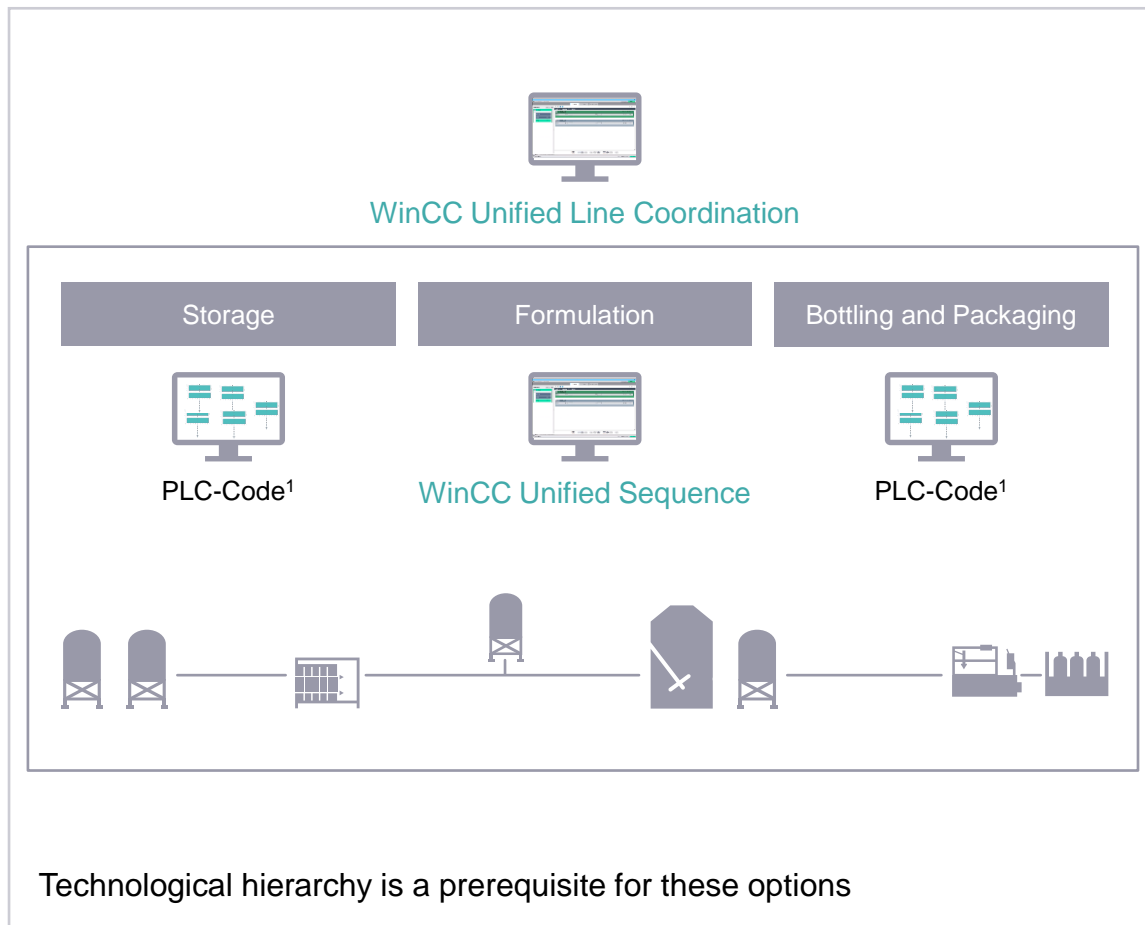 WinCC Unified Line Coordination
Storage
Formulation
Bottling and Packaging
PLC-Code¹
WinCC Unified Sequence
PLC-Code¹
Technological hierarchy is a prerequisite for these options